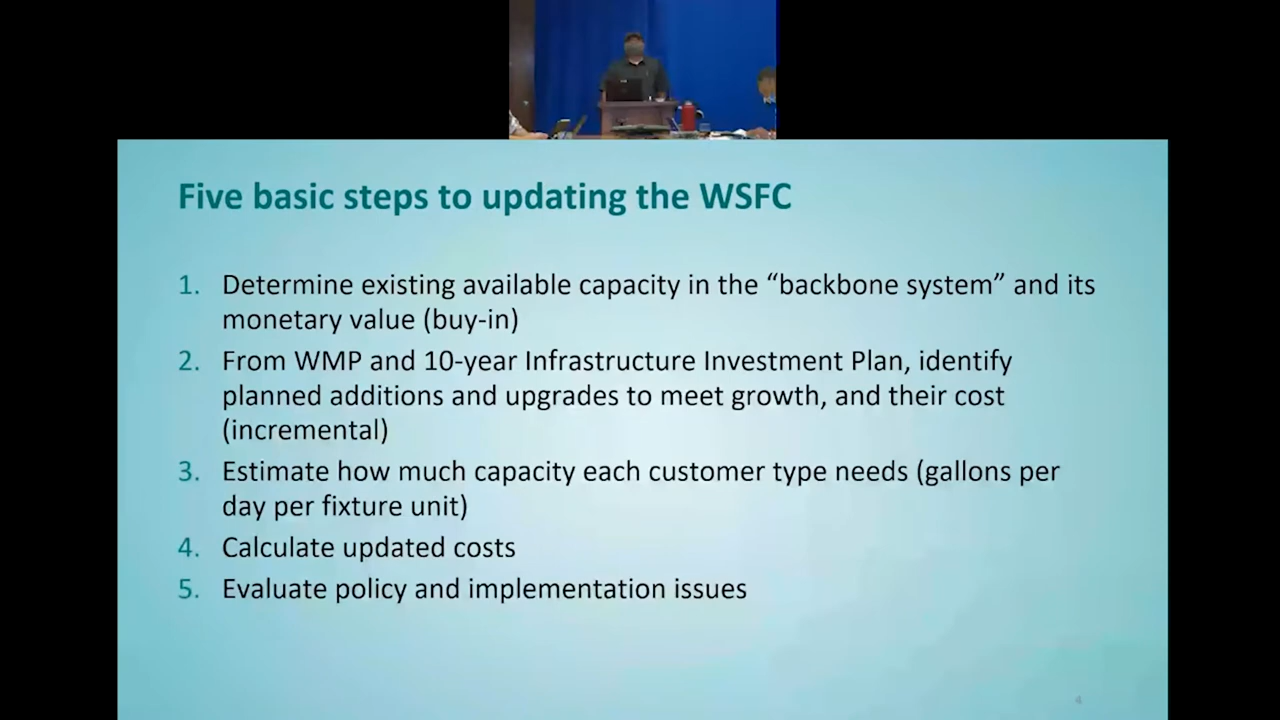 Five basic steps to updating the WSFC
1. Determine existing available capacity in the “backbone system” and its
monetary value (buy-in)
2. From WMP and 10-year Infrastructure Investment Plan, identify
planned additions and upgrades to meet growth, and their cost
(incremental)
3. Estimate how much capacity each customer type needs (gallons per
day per fixture unit)
4. Calculate updated costs
5. Evaluate policy and implementation issues
4